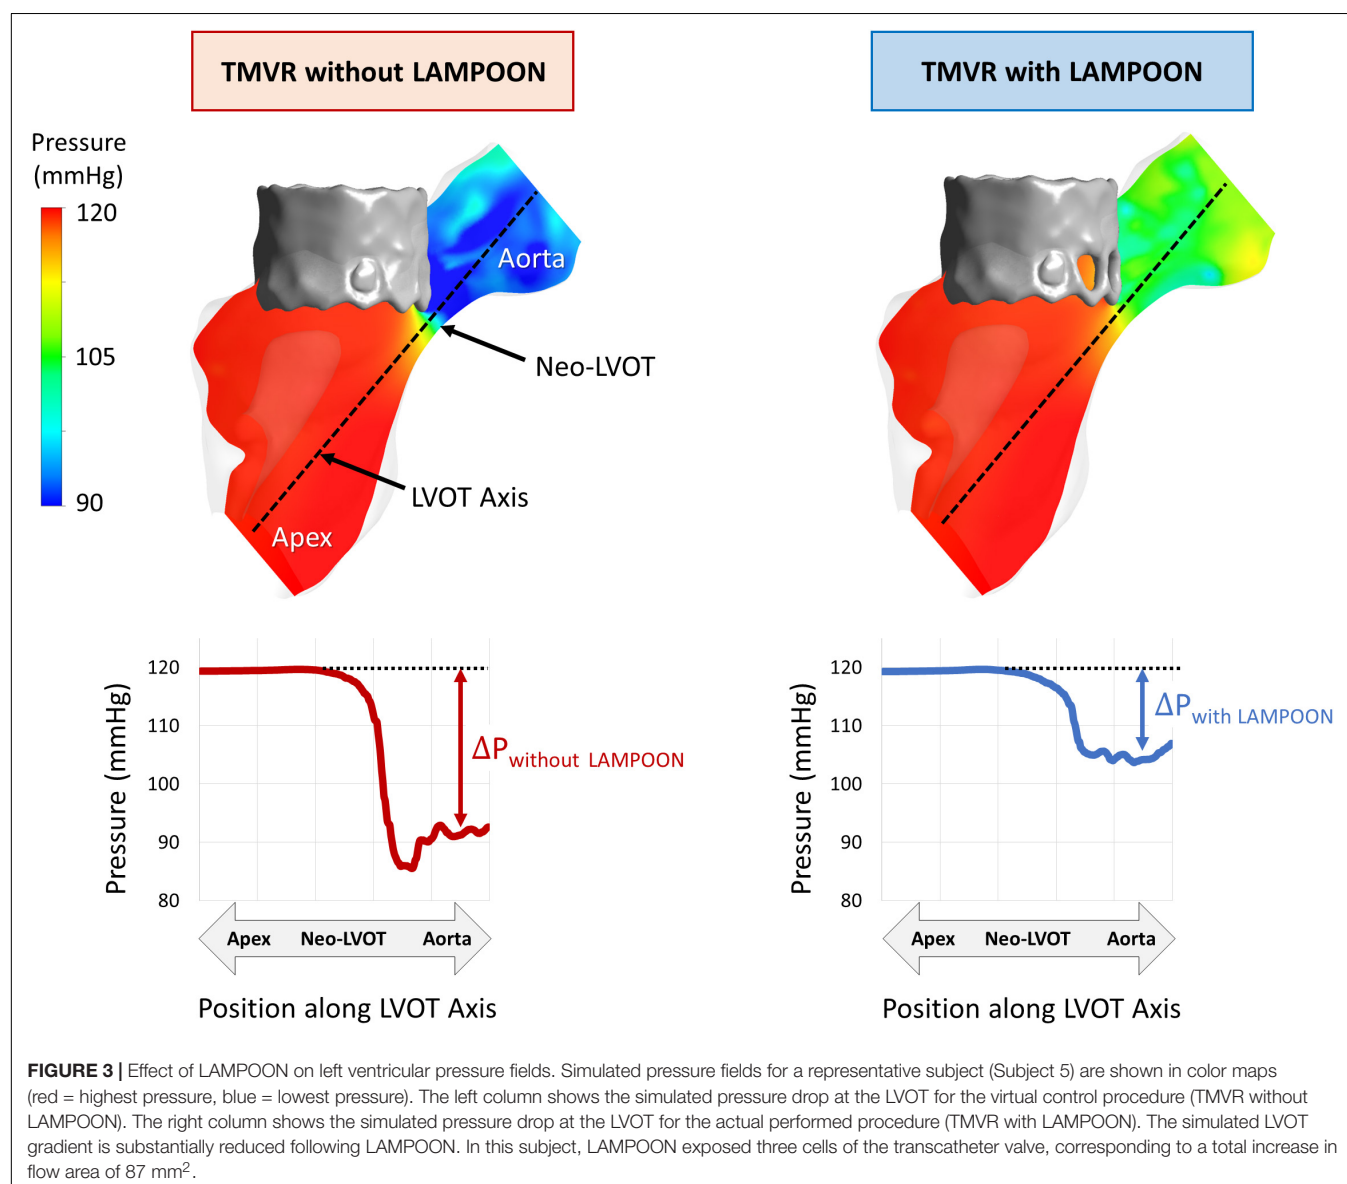 TMVR without LAMPOON
TMVR with LAMPOON
Pressure
(mmHg)
120
105
90
Aorta
Neo-LVOT
LVOT Axis
Apex
120
110
100
90
80
Pressure (mmHg)
ΔP without LAMPOON
Apex Neo-LVOT Aorta
Position along LVOT Axis
120
110
100
90
80
Pressure (mmHg)
ΔP with LAMPOON
Apex Neo-LVOT Aorta
Position along LVOT Axis
FIGURE 3 | Effect of LAMPOON on left ventricular pressure fields. Simulated pressure fields for a representative subject (Subject 5) are shown in color maps
(red = highest pressure, blue = lowest pressure). The left column shows the simulated pressure drop at the LVOT for the virtual control procedure (TMVR without
LAMPOON). The right column shows the simulated pressure drop at the LVOT for the actual performed procedure (TMVR with LAMPOON). The simulated LVOT
gradient is substantially reduced following LAMPOON. In this subject, LAMPOON exposed three cells of the transcatheter valve, corresponding to a total increase in
flow area of 87 mm².